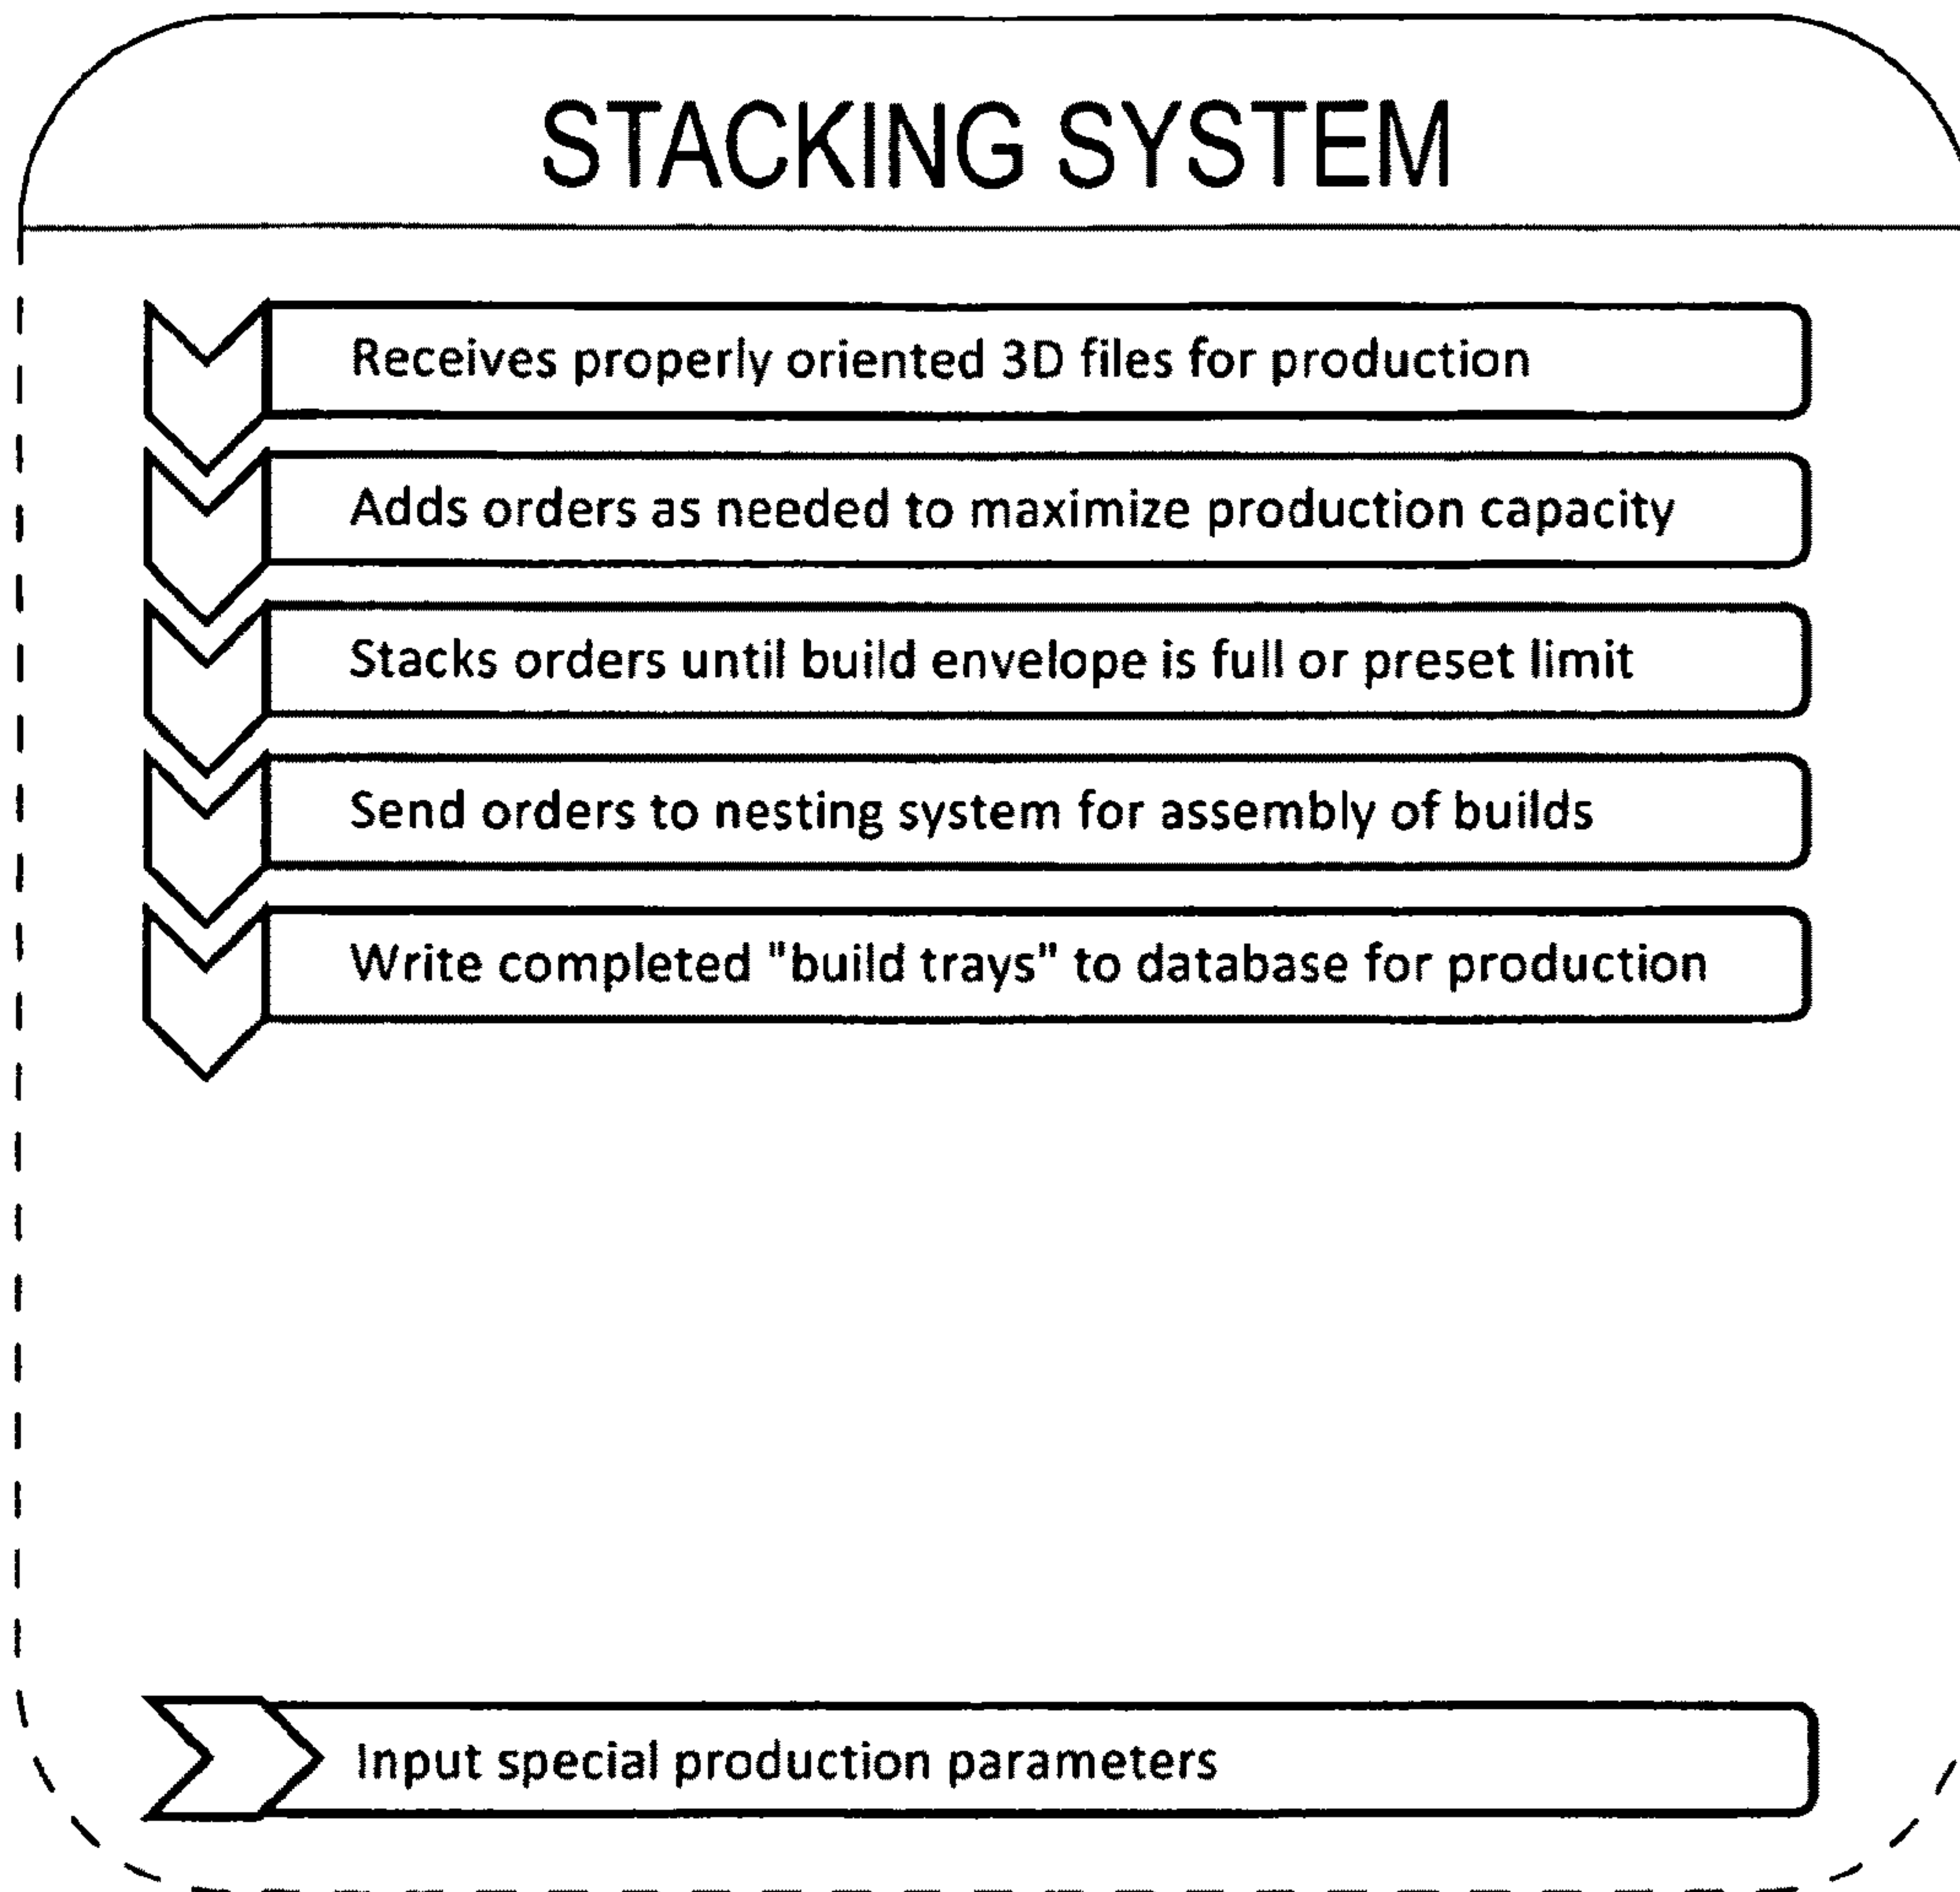 STACKING SYSTEM
Receives properly oriented 3D files for production
Adds orders as needed to maximize production capacity
Stacks orders until build envelope is full or preset limit
Send orders to nesting system for assembly of builds
Write completed "build trays" to database for production
Input special production parameters